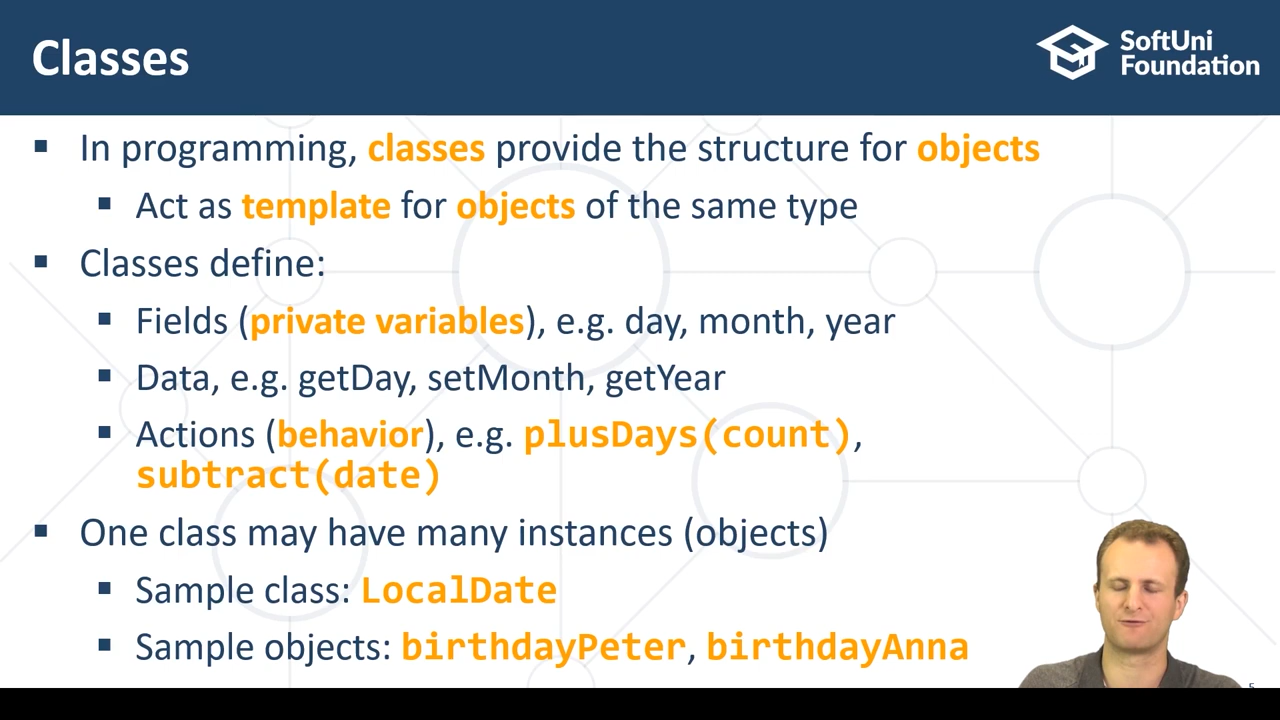 Classes
SoftUni
Foundation
In programming, classes provide the structure for objects
Act as template for objects of the same type
Classes define:
Fields (private variables), e.g. day, month, year
Data, e.g. getDay, setMonth, getYear
Actions (behavior), e.g. plusDays(count),
subtract(date)
One class may have many instances (objects)
Sample class: LocalDate
Sample objects: birthdayPeter, birthdayAnna